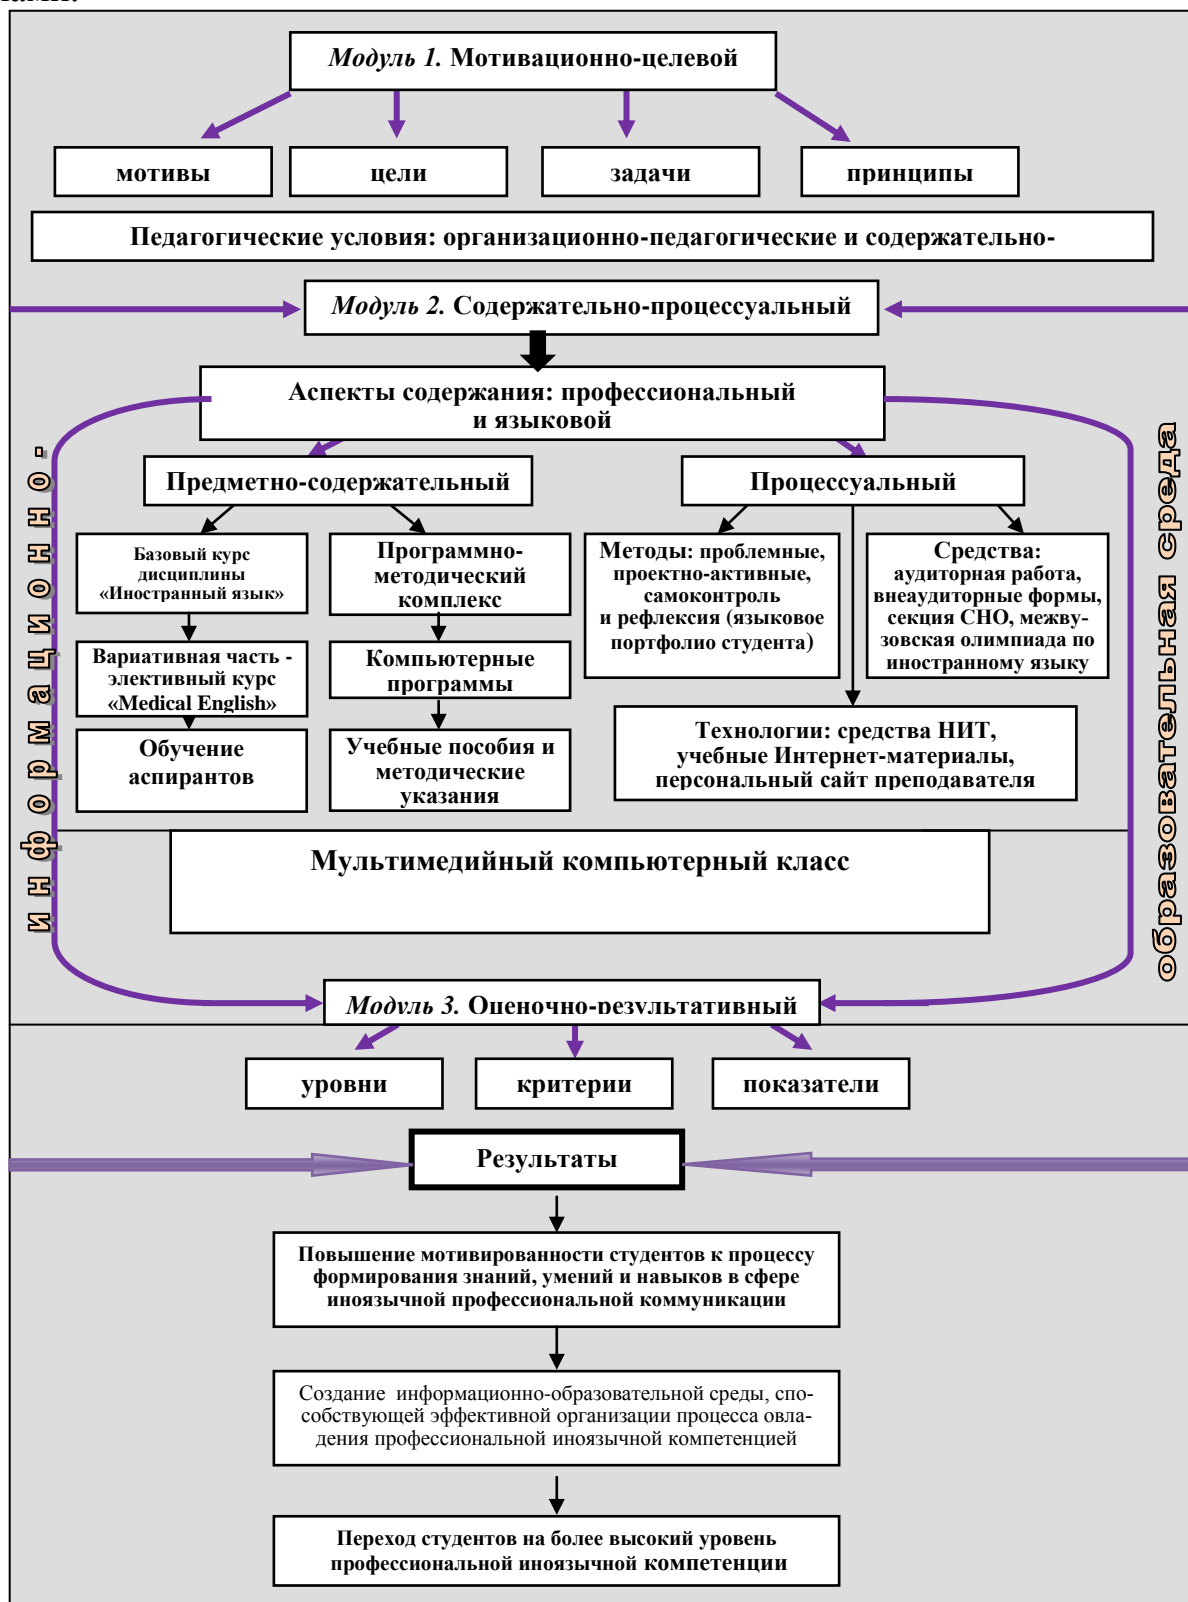 Модуль 1. Мотивационно-целевой
мотивы
цели
задачи
принципы
Педагогические условия: организационно-педагогические и содержательно-
Модуль 2. Содержательно-процессуальный
Аспекты содержания: профессиональный
и языковой
информационно-
образовательная среда
Предметно-содержательный
Процессуальный
Базовый курс
дисциплины
«Иностранный язык»
Программно-
методический
комплекс
Методы: проблемные,
проектно-активные,
самоконтроль
и рефлексия (языковое
портфолио студента)
Средства:
аудиторная работа,
внеаудиторные формы,
секция СНО, межву-
зовская олимпиада по
иностранному языку
Вариативная часть -
элективный курс
«Medical English»
Компьютерные
программы
Обучение
аспирантов
Учебные пособия и
методические
указания
Технологии: средства НИТ,
учебные Интернет-материалы,
персональный сайт преподавателя
Мультимедийный компьютерный класс
Модуль 3. Оценочно-результативный
уровни
критерии
показатели
Результаты
Повышение мотивированности студентов к процессу
формирования знаний, умений и навыков в сфере
иноязычной профессиональной коммуникации
Создание информационно-образовательной среды, спо-
собствующей эффективной организации процесса овла-
дения профессиональной иноязычной компетенцией
Переход студентов на более высокий уровень
профессиональной иноязычной компетенции